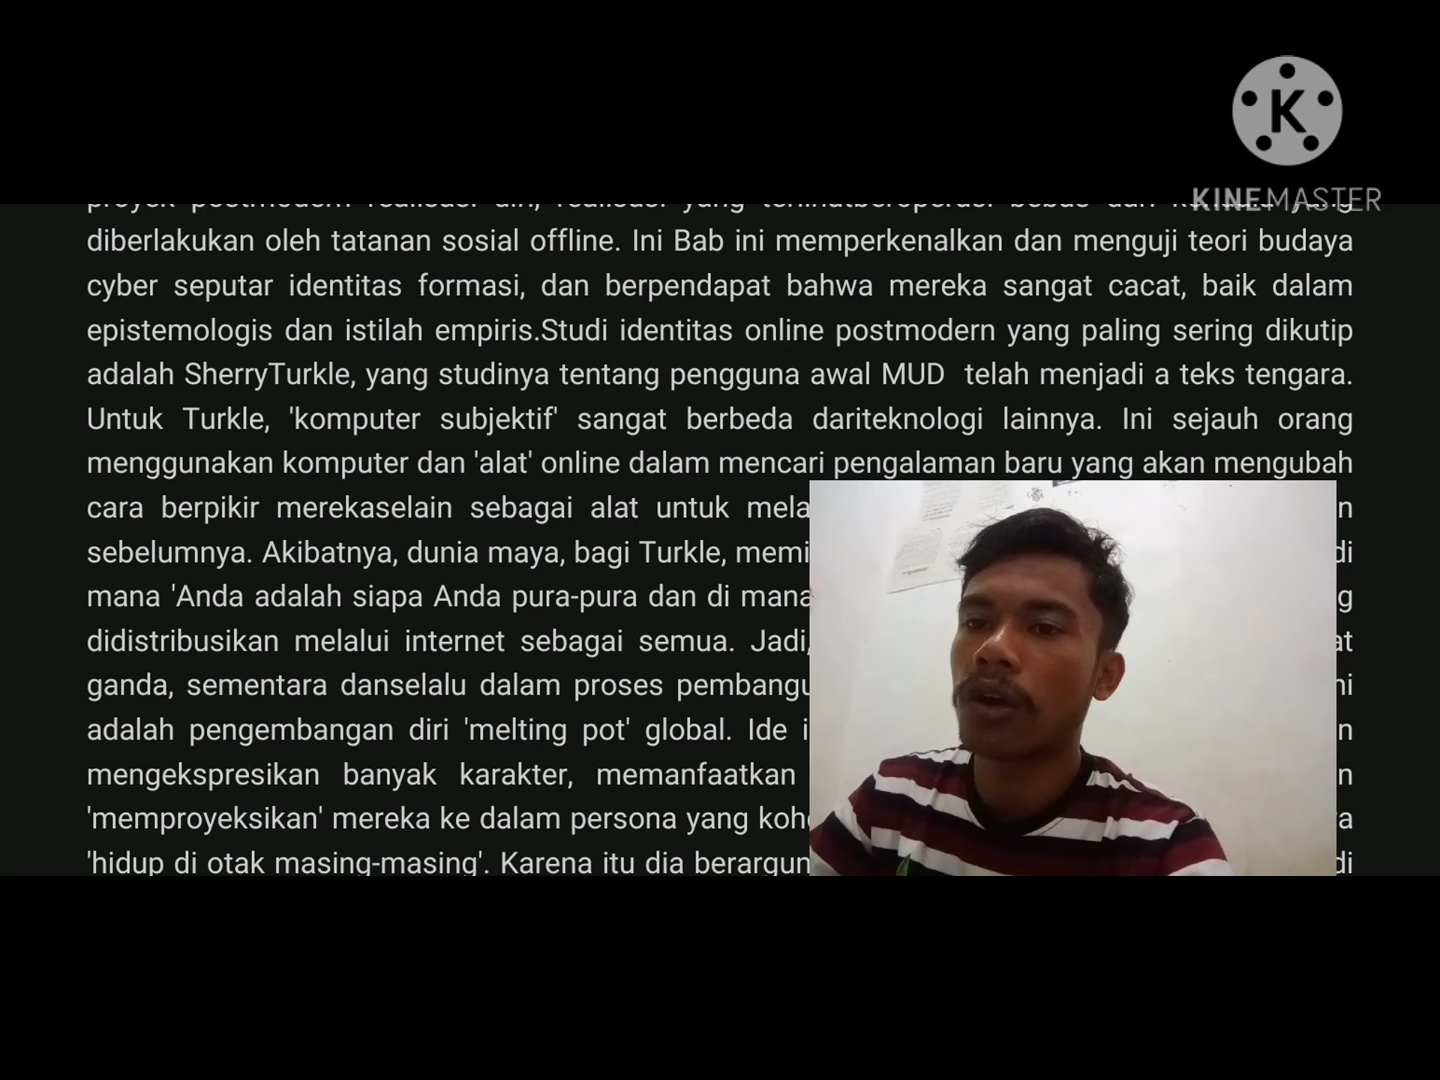 KINEMASTER
diberlakukan oleh tatanan sosial offline. Ini Bab ini memperkenalkan dan menguji teori budaya
cyber seputar identitas formasi, dan berpendapat bahwa mereka sangat cacat, baik dalam
epistemologis dan istilah empiris.Studi identitas online postmodern yang paling sering dikutip
adalah SherryTurkle, yang studinya tentang pengguna awal MUD telah menjadi a teks tengara.
Untuk Turkle, 'komputer subjektif' sangat berbeda dariteknologi lainnya. Ini sejauh orang
menggunakan komputer dan 'alat' online dalam mencari pengalaman baru yang akan mengubah
cara berpikir merekaselain sebagai alat untuk
sebelumnya. Akibatnya, dunia maya, bagi Turkle, di
mana 'Anda adalah siapa Anda pura-pura dan di mana
didistribusikan melalui internet sebagai semua. Jadi,
ganda, sementara danselalu dalam proses
adalah pengembangan diri 'melting pot' global. Ide
mengekspresikan banyak karakter, memanfaatkan
'memproyeksikan' mereka ke dalam persona yang
'hidup di otak masing-masing'. Karena itu dia di